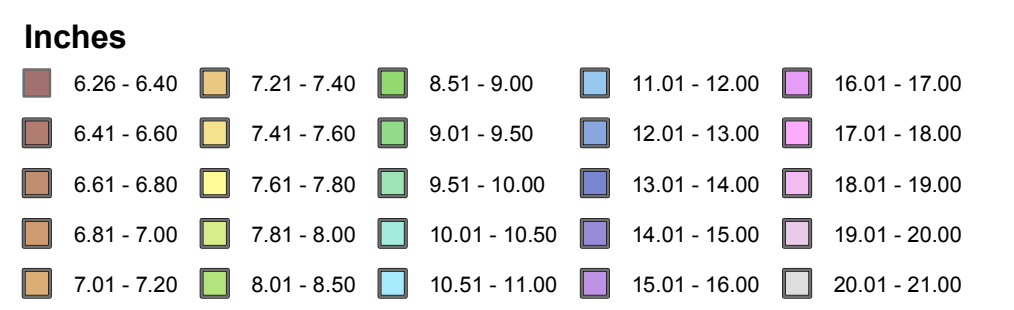 Inches
6.26 - 6.40 7.21 - 7.40 8.51 - 9.00 11.01 - 12.00 16.01 - 17.00
6.41 - 6.60 7.41 - 7.60 9.01 - 9.50 12.01 - 13.00 17.01 - 18.00
6.61 - 6.80 7.61 - 7.80 9.51 - 10.00 13.01 - 14.00 18.01 - 19.00
6.81 - 7.00 7.81 - 8.00 10.01 - 10.50 14.01 - 15.00 19.01 - 20.00
7.01 - 7.20 8.01 - 8.50 10.51 - 11.00 15.01 - 16.00 20.01 - 21.00